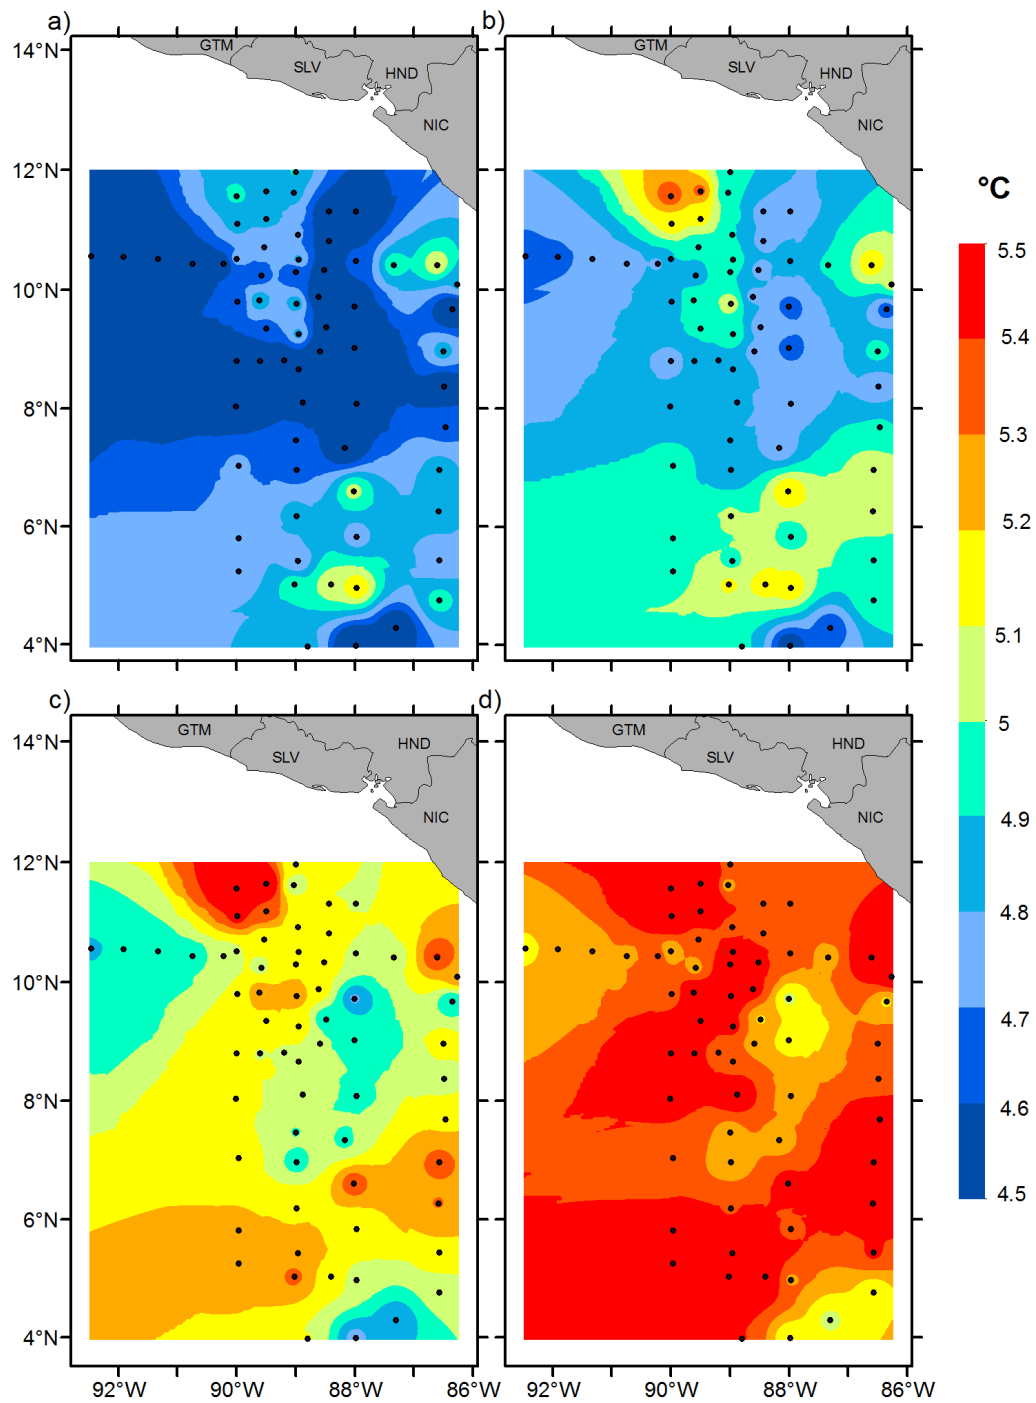 a)
b)
14°N
12°N
10°N
8°N
6°N
4°N
GTM
SLV
HND
NIC
GTM
SLV
HND
NIC
°C
5.5
5.4
5.3
5.2
5.1
5
4.9
4.8
4.7
4.6
4.5
c)
d)
14°N
12°N
10°N
8°N
6°N
4°N
GTM
SLV
HND
NIC
GTM
SLV
HND
NIC
92°W 90°W 88°W 86°W
92°W 90°W 88°W 86°W